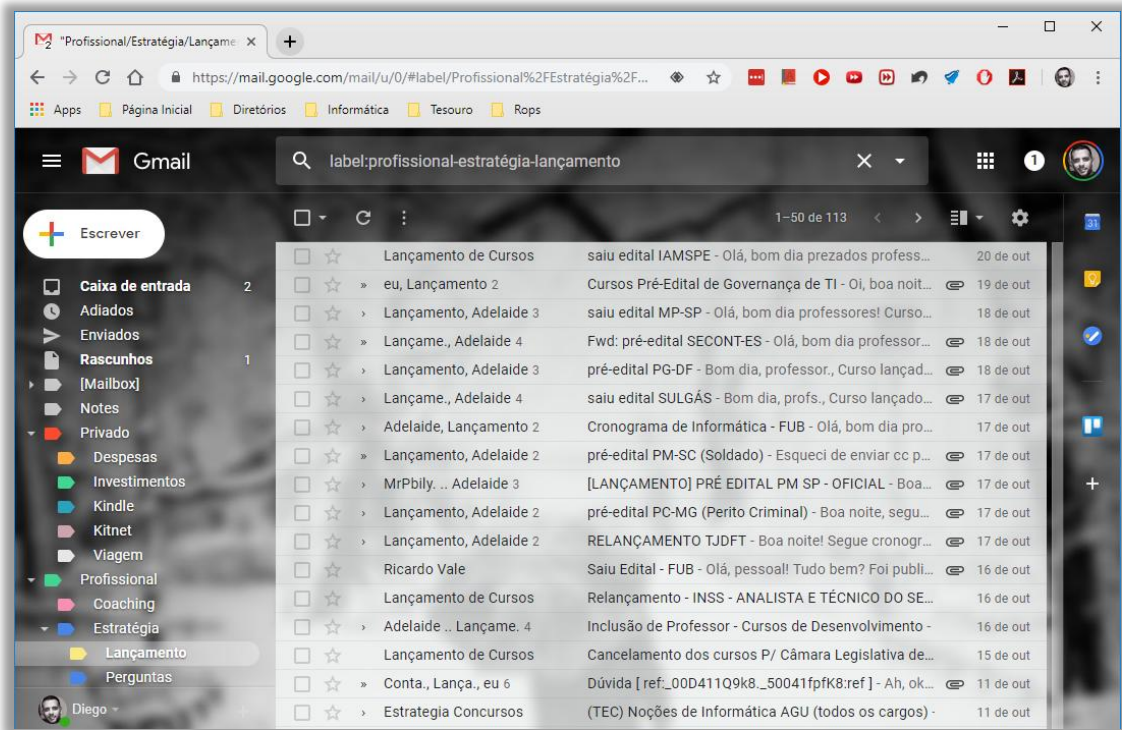 "Profissional/Estratégia/Lançame
https://mail.google.com/mail/u/0/#label/Profissional%2FEstratégia%2F...
Apps Página Inicial Diretórios Informática Tesouro Rops
Gmail
label:profissional-estratégia-lançamento
1
Escrever
1–50 de 113
31
Caixa de entrada 2
Adiados
Enviados
Rascunhos 1
[Mailbox]
Notes
Privado
Despesas
Investimentos
Kindle
Kitnet
Viagem
Profissional
Coaching
Estratégia
Lançamento
Perguntas
Diego
Lançamento de Cursos saiu edital IAMSPE - Olá, bom dia prezados profess... 20 de out
eu, Lançamento 2 Cursos Pré-Edital de Governança de TI - Oi, boa noit... 19 de out
Lançamento, Adelaide 3 saiu edital MP-SP - Olá, bom dia professores! Curso... 18 de out
Lançame., Adelaide 4 Fwd: pré-edital SECONT-ES - Olá, bom dia professor... 18 de out
Lançamento, Adelaide 3 pré-edital PG-DF - Bom dia, professor., Curso lançad... 18 de out
Lançame., Adelaide 4 saiu edital SULGÁS - Bom dia, profs., Curso lançado... 17 de out
Adelaide, Lançamento 2 Cronograma de Informática - FUB - Olá, bom dia pro... 17 de out
Lançamento, Adelaide 2 pré-edital PM-SC (Soldado) - Esqueci de enviar cc p... 17 de out
MrPbily. .. Adelaide 3 [LANÇAMENTO] PRÉ EDITAL PM SP - OFICIAL - Boa... 17 de out
Lançamento, Adelaide 2 pré-edital PC-MG (Perito Criminal) - Boa noite, segu... 17 de out
Lançamento, Adelaide 2 RELANÇAMENTO TJDFT - Boa noite! Segue cronogr... 17 de out
Ricardo Vale Saiu Edital - FUB - Olá, pessoal! Tudo bem? Foi publi... 16 de out
Lançamento de Cursos Relançamento - INSS - ANALISTA E TÉCNICO DO SE... 16 de out
Adelaide .. Lançame. 4 Inclusão de Professor - Cursos de Desenvolvimento - 16 de out
Lançamento de Cursos Cancelamento dos cursos P/ Câmara Legislativa de... 15 de out
Conta., Lança., eu 6 Dúvida [ ref:_00D411Q9k8._50041fpfK8:ref ] - Ah, ok... 11 de out
Estrategia Concursos (TEC) Noções de Informática AGU (todos os cargos) - 11 de out